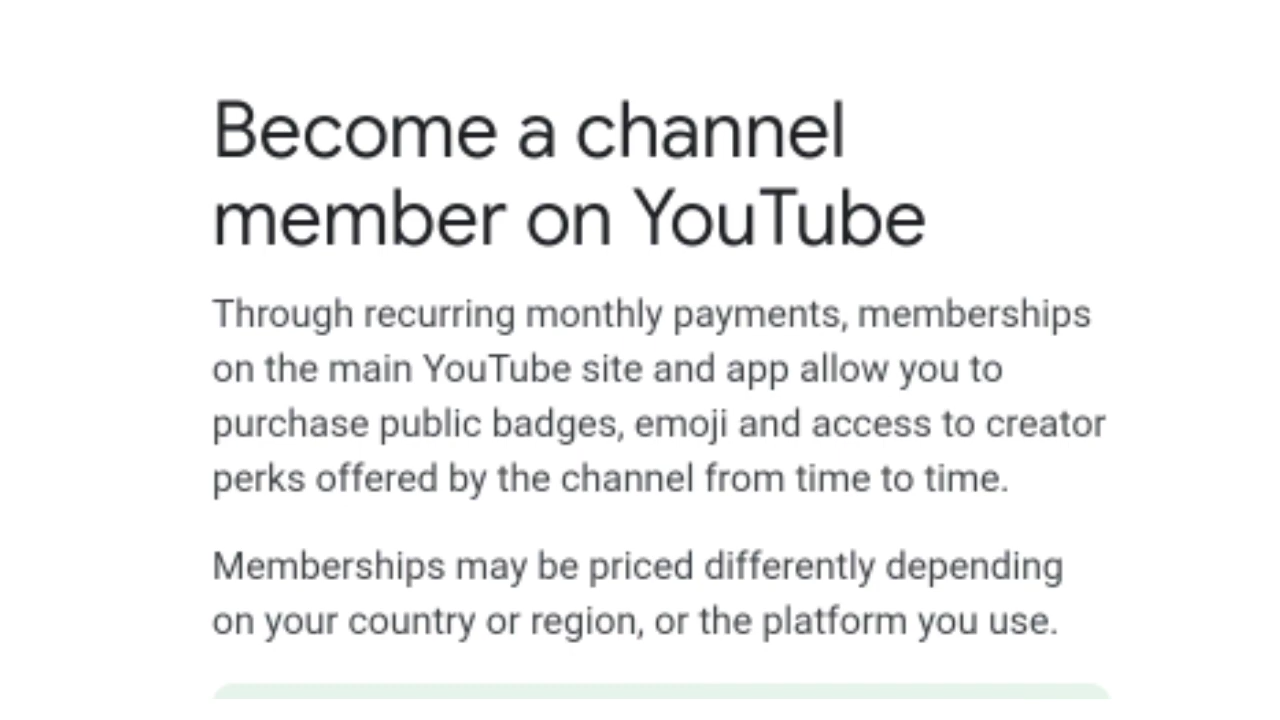 Become a channel
member on YouTube
Through recurring monthly payments, memberships
on the main YouTube site and app allow you to
purchase public badges, emoji and access to creator
perks offered by the channel from time to time.
Memberships may be priced differently depending
on your country or region, or the platform you use.